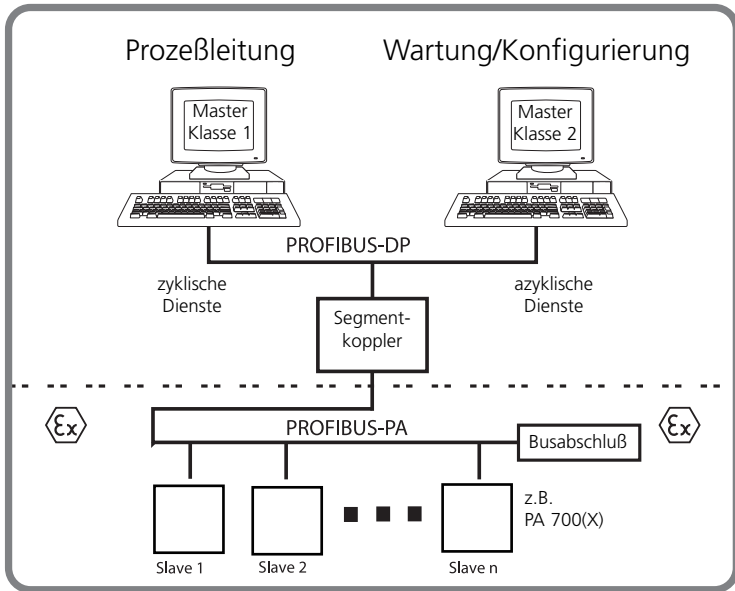 Prozeßleitung
Wartung/Konfigurierung
Master
Klasse 1
Master
Klasse 2
PROFIBUS-DP
zyklische
Dienste
azyklische
Dienste
Segment-
koppler
Ex
Ex
PROFIBUS-PA
Busabschluß
z.B.
PA 700(X)
Slave 1
Slave 2
Slave n